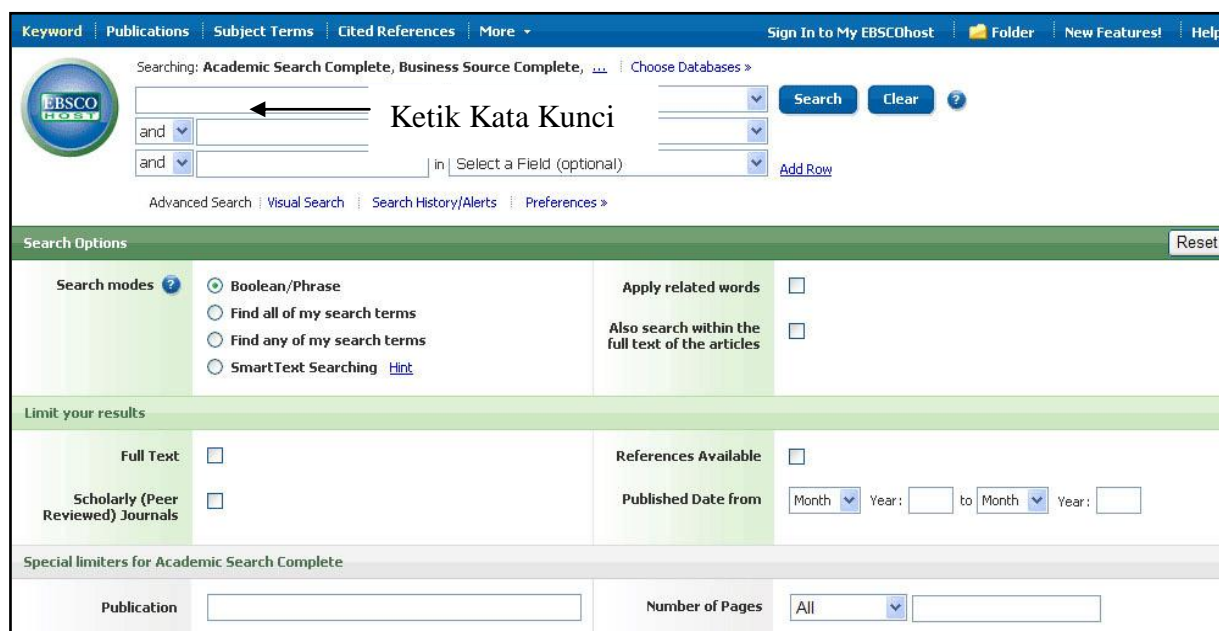 Keyword Publications Subject Terms Cited References More Sign In to My EBSCOhost Folder New Features! Help
Searching: Academic Search Complete, Business Source Complete, ... Choose Databases »
EBSCO
HOST
Ketik Kata Kunci
Search Clear ?
and
and in Select a Field (optional) Add Row
Advanced Search Visual Search Search History/Alerts Preferences »
Search Options Reset
Search modes ? Boolean/Phrase
Find all of my search terms
Find any of my search terms
SmartText Searching Hint
Apply related words
Also search within the
full text of the articles
Limit your results
Full Text References Available
Scholarly (Peer
Reviewed) Journals
Published Date from Month Year: to Month Year:
Special limiters for Academic Search Complete
Publication Number of Pages All